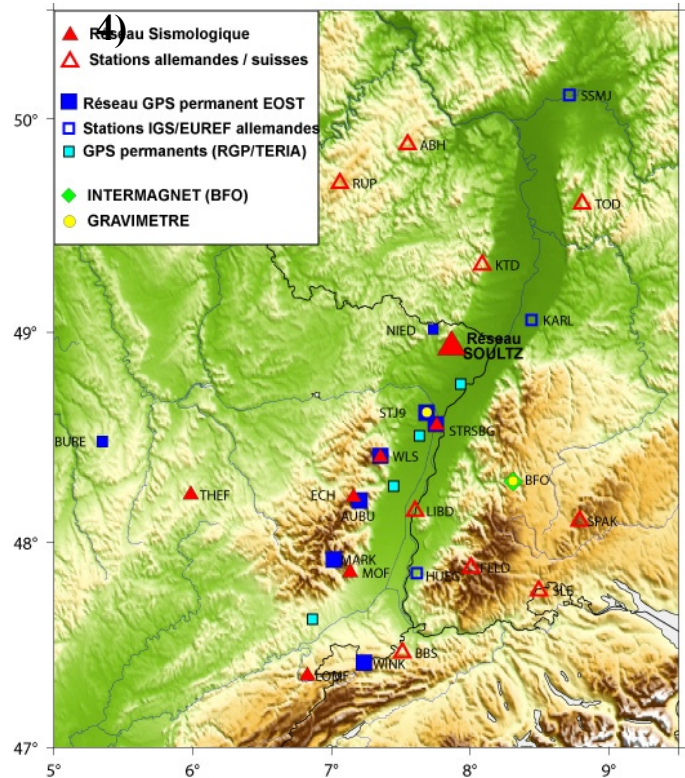 4)
Réseau Sismologique
Stations allemandes / suisses
Réseau GPS permanent EOST
Stations IGS/EUREF allemandes
GPS permanents (RGP/TERIA)
INTERMAGNET (BFO)
GRAVIMETRE
50°
49°
48°
47°
5°
6°
7°
8°
9°
SSMJ
ABH
RUP
TOD
KTD
KARL
NIED
Réseau
SOULTZ
STJ9
STRSBG
BURE
WLS
BFO
THEF
ECH
AUBU
LIBD
SPAK
MARK
MOF
HUEG
FELD
SLE
BBS
WINK
LOMF